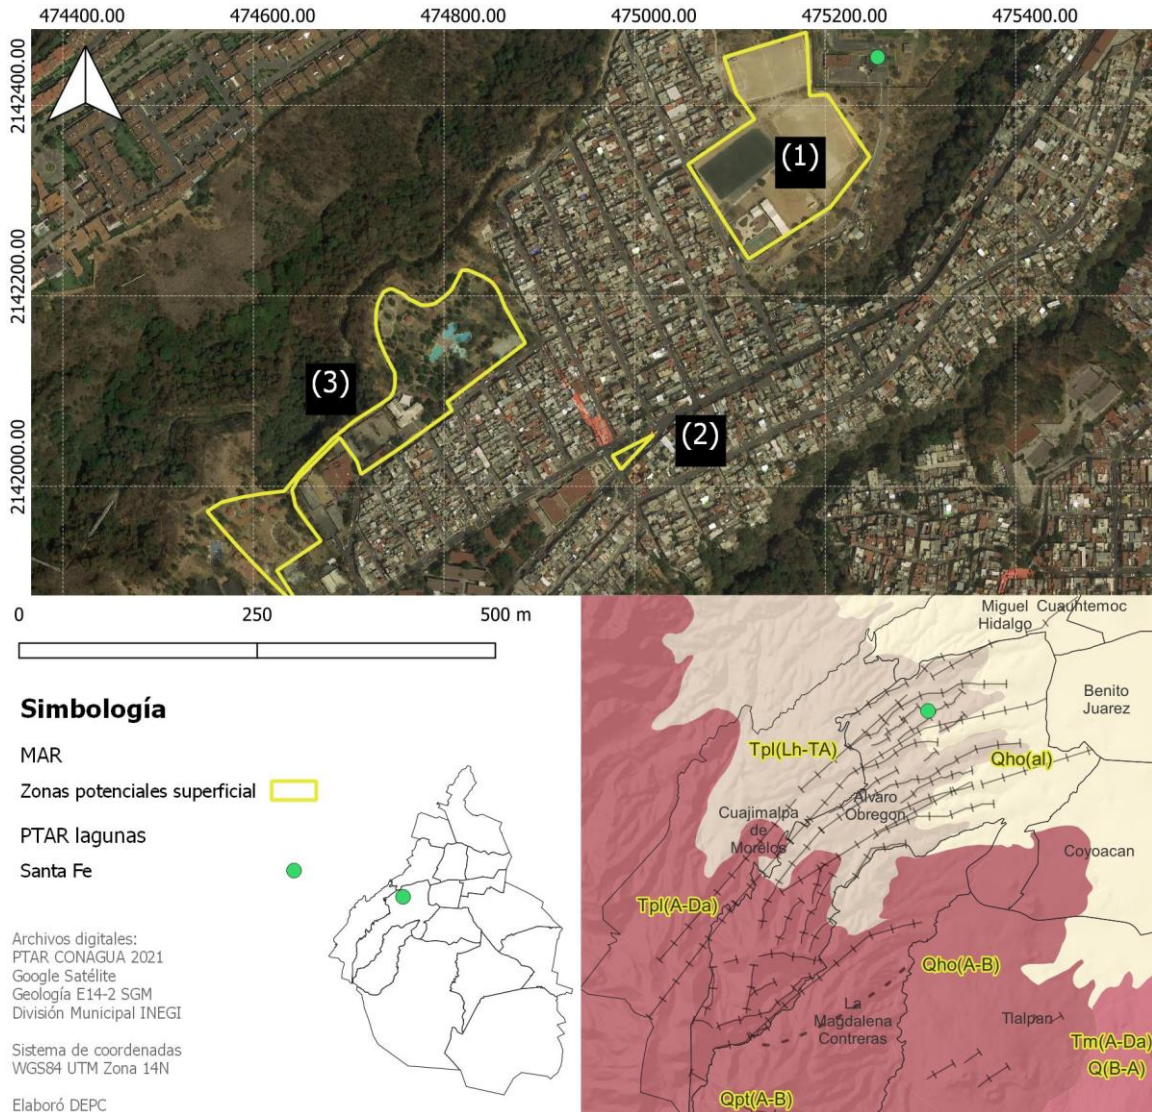 474400.00
474600.00
474800.00
475000.00
475200.00
475400.00
2142400.00
2142200.00
2142000.00
(1)
(3)
(2)
0
250
500 m
Simbología
MAR
Zonas potenciales superficial
PTAR lagunas
Santa Fe
Archivos digitales:
PTAR CONAGUA 2021
Google Satélite
Geología E14-2 SGM
División Municipal INEGI
Sistema de coordenadas
WGS84 UTM Zona 14N
Elaboró DEPC
Miguel
Hidalgo
Cuauhtemoc
Benito
Juarez
Tpl(Lh-TA)
Qho(al)
Cuajimalpa
de
Morelos
Alvaro
Obregon
Coyoacan
Tpl(A-Da)
Qho(A-B)
La
Magdalena
Contreras
Tlalpan
Tm(A-Da)
Q(B-A)
Qpt(A-B)